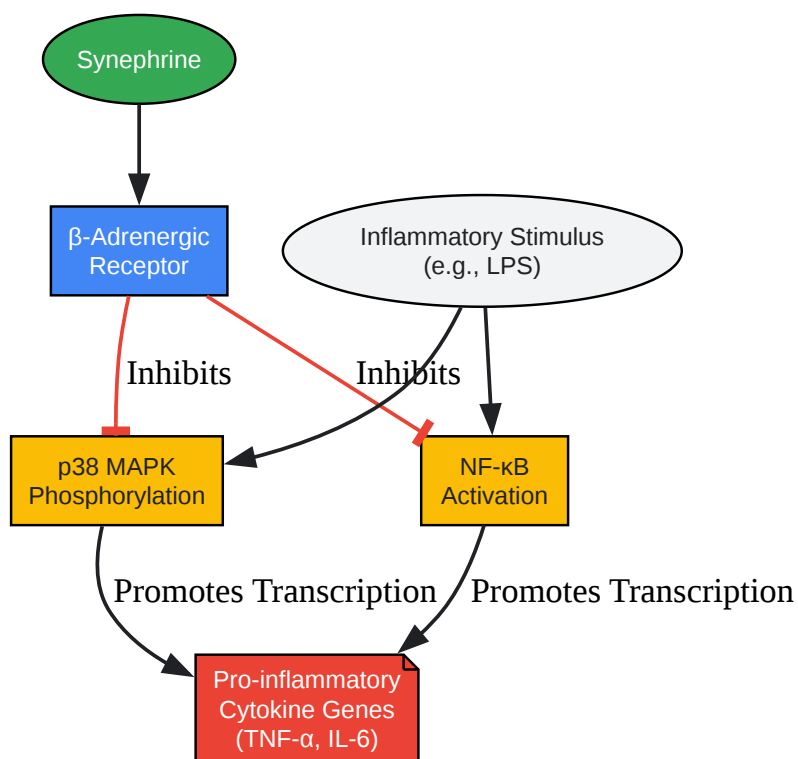 Synephrine
β-Adrenergic
Receptor
Inflammatory Stimulus
(e.g., LPS)
Inhibits
Inhibits
p38 MAPK
Phosphorylation
NF-κB
Activation
Promotes Transcription
Promotes Transcription
Pro-inflammatory
Cytokine Genes
(TNF-α, IL-6)